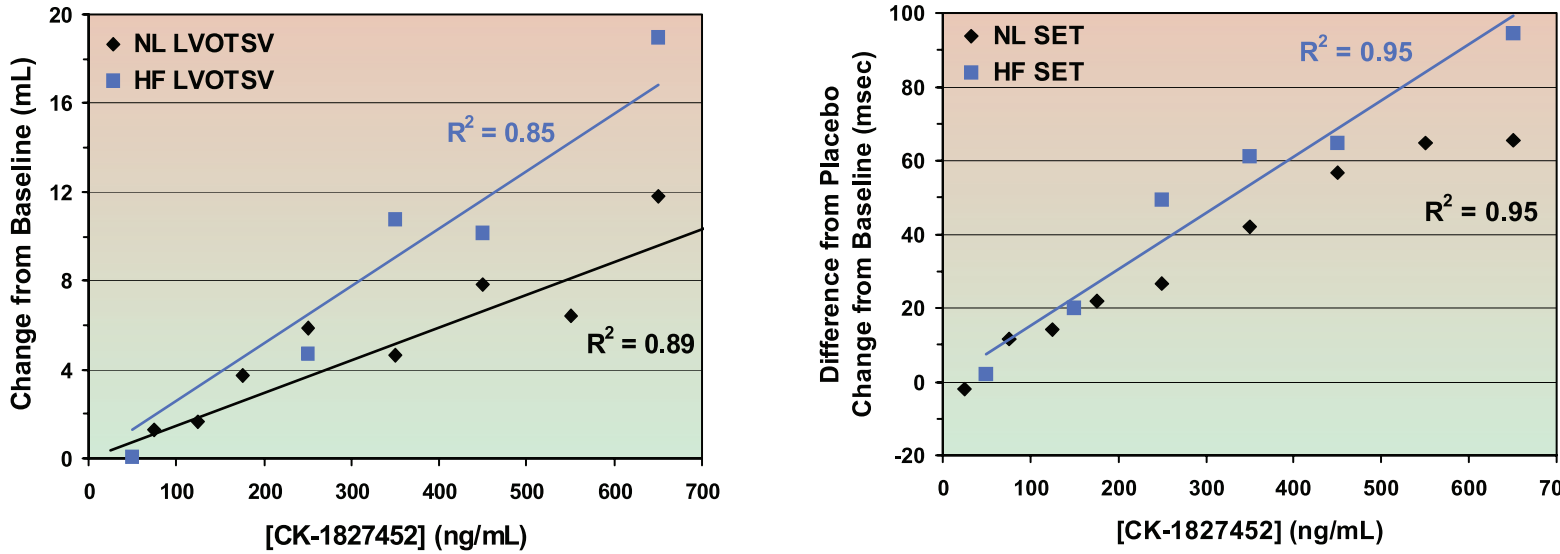 Change from Baseline (mL)
20
16
12
8
4
0
NL LVOTSV
HF LVOTSV
R² = 0.85
R² = 0.89
0 100 200 300 400 500 600 700
[CK-1827452] (ng/mL)
Difference from Placebo
Change from Baseline (msec)
100
80
60
40
20
0
-20
NL SET
HF SET
R² = 0.95
R² = 0.95
0 100 200 300 400 500 600 70
[CK-1827452] (ng/mL)